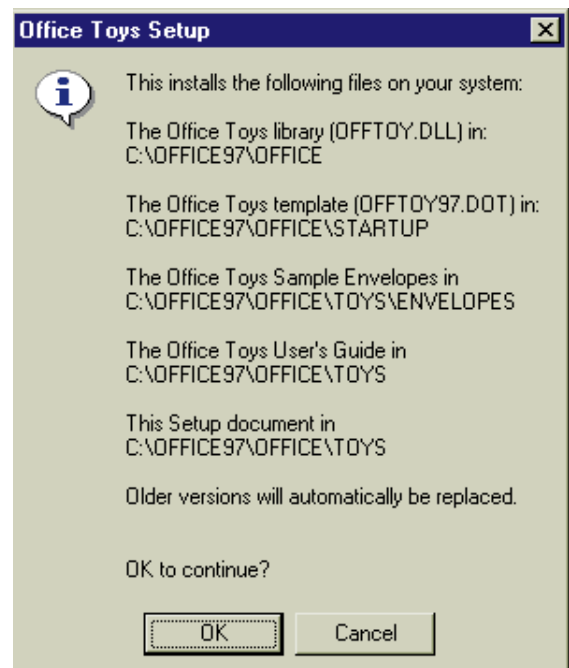 Office Toys Setup
This installs the following files on your system:
The Office Toys library (OFFTOY.DLL) in:
C:\OFFICE97\OFFICE
The Office Toys template (OFFTOY97.DOT) in:
C:\OFFICE97\OFFICE\STARTUP
The Office Toys Sample Envelopes in
C:\OFFICE97\OFFICE\TOYS\ENVELOPES
The Office Toys User's Guide in
C:\OFFICE97\OFFICE\TOYS
This Setup document in
C:\OFFICE97\OFFICE\TOYS
Older versions will automatically be replaced.
OK to continue?
OK
Cancel